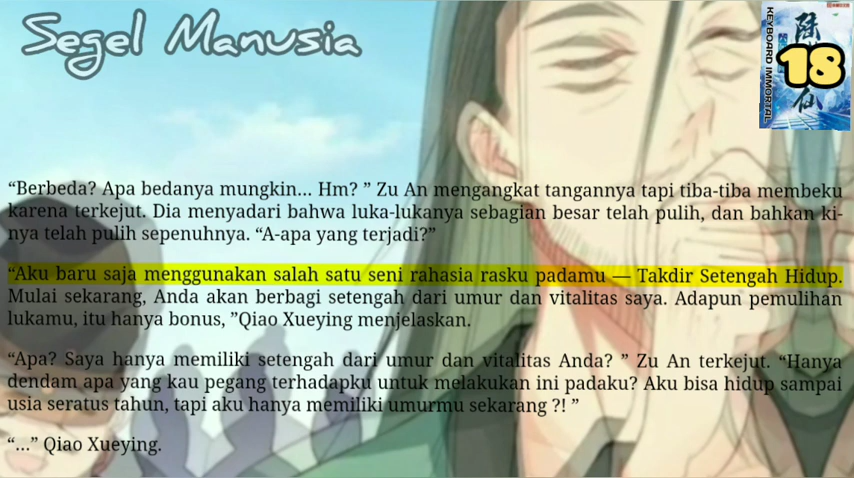 Segel Manusia
陆
仙
KEYBOARD IMMORTAL
18
“Berbeda? Apa bedanya mungkin… Hm? ” Zu An mengangkat tangannya tapi tiba-tiba membeku
karena terkejut. Dia menyadari bahwa luka-lukanya sebagian besar telah pulih, dan bahkan ki-
nya telah pulih sepenuhnya. “A-apa yang terjadi?”
“Aku baru saja menggunakan salah satu seni rahasia rasku padamu — Takdir Setengah Hidup.
Mulai sekarang, Anda akan berbagi setengah dari umur dan vitalitas saya. Adapun pemulihan
lukamu, itu hanya bonus, ”Qiao Xueying menjelaskan.
“Apa? Saya hanya memiliki setengah dari umur dan vitalitas Anda? ” Zu An terkejut. “Hanya
dendam apa yang kau pegang terhadapku untuk melakukan ini padaku? Aku bisa hidup sampai
usia seratus tahun, tapi aku hanya memiliki umurmu sekarang ?! ”
“…” Qiao Xueying.